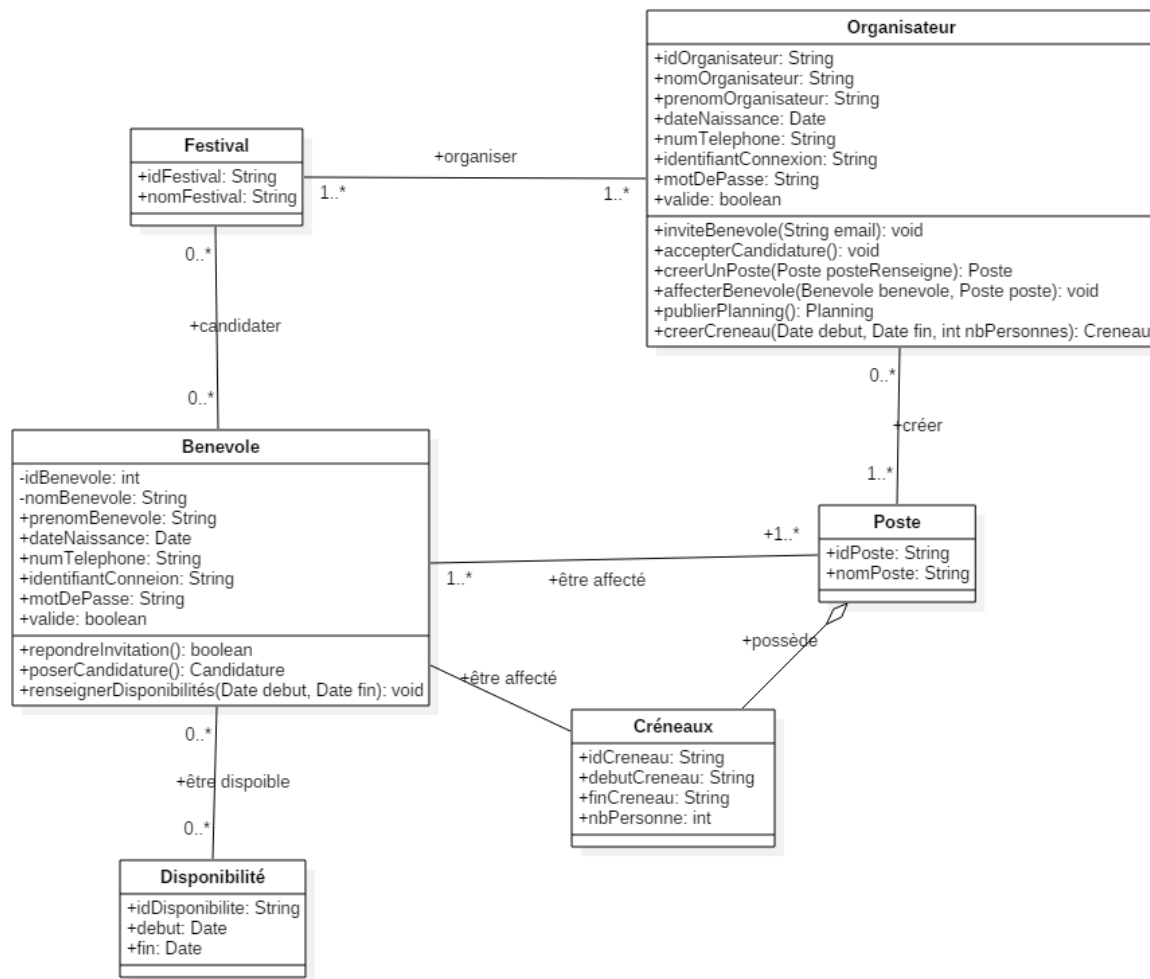 Organisateur
+idOrganisateur: String
+nomOrganisateur: String
+prenomOrganisateur: String
+dateNaissance: Date
+numTelephone: String
+identifiantConnexion: String
+motDePasse: String
+valide: boolean
+inviteBenevole(String email): void
+accepterCandidature(): void
+creerUnPoste(Poste posteRenseigne): Poste
+affecterBenevole(Benevole benevole, Poste poste): void
+publierPlanning(): Planning
+creerCreneau(Date debut, Date fin, int nbPersonnes): Creneau
Festival
+idFestival: String
+nomFestival: String
+organiser
1..*
1..*
0..*
+candidater
0..*
0..*
+créer
1..*
Benevole
-idBenevole: int
-nomBenevole: String
+prenomBenevole: String
+dateNaissance: Date
+numTelephone: String
+identifiantConneion: String
+motDePasse: String
+valide: boolean
+repondreInvitation(): boolean
+poserCandidature(): Candidature
+renseignerDisponibilités(Date debut, Date fin): void
+1..*
1..*
+être affecté
Poste
+idPoste: String
+nomPoste: String
+possède
+être affecté
Créneaux
+idCreneau: String
+debutCreneau: String
+finCreneau: String
+nbPersonne: int
0..*
+être dispoible
0..*
Disponibilité
+idDisponibilite: String
+debut: Date
+fin: Date